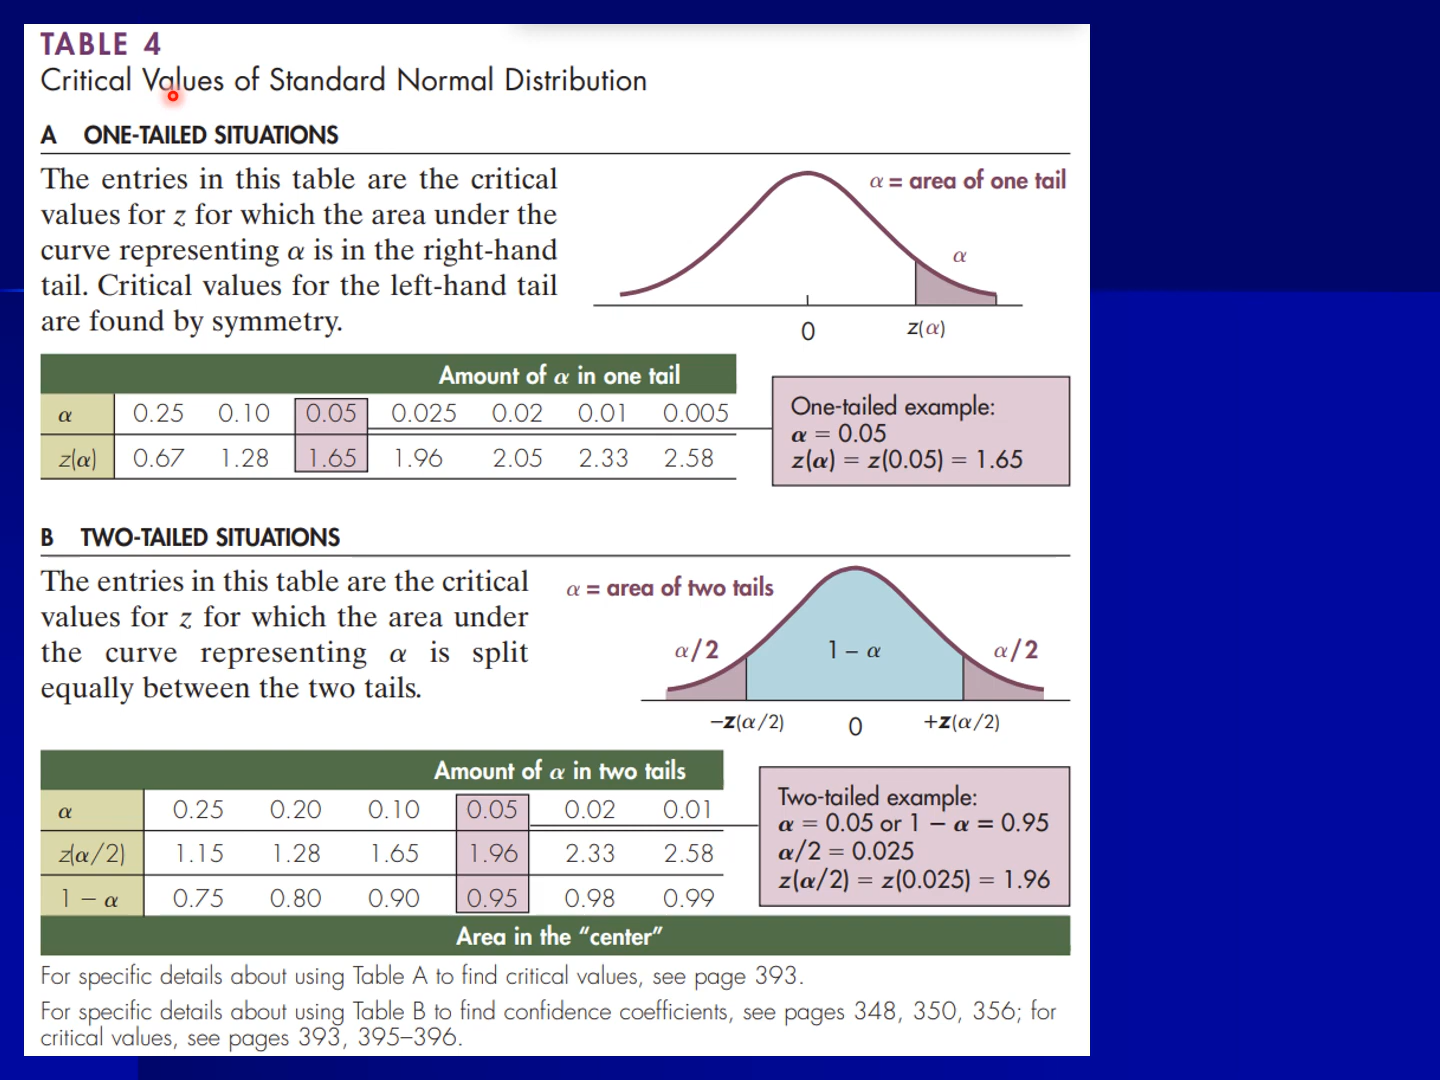 TABLE 4
Critical Values of Standard Normal Distribution
A ONE-TAILED SITUATIONS
The entries in this table are the critical
values for z for which the area under the
curve representing α is in the right-hand
tail. Critical values for the left-hand tail
are found by symmetry.
α = area of one tail
α
0 z(α)
Amount of α in one tail
α 0.25 0.10 0.05 0.025 0.02 0.01 0.005
z(α) 0.67 1.28 1.65 1.96 2.05 2.33 2.58
One-tailed example:
α = 0.05
z(α) = z(0.05) = 1.65
B TWO-TAILED SITUATIONS
The entries in this table are the critical
values for z for which the area under
the curve representing α is split
equally between the two tails.
α = area of two tails
α/2 1 – α α/2
–z(α/2) 0 +z(α/2)
Amount of α in two tails
α 0.25 0.20 0.10 0.05 0.02 0.01
z(α/2) 1.15 1.28 1.65 1.96 2.33 2.58
1 – α 0.75 0.80 0.90 0.95 0.98 0.99
Area in the “center”
Two-tailed example:
α = 0.05 or 1 – α = 0.95
α/2 = 0.025
z(α/2) = z(0.025) = 1.96
For specific details about using Table A to find critical values, see page 393.
For specific details about using Table B to find confidence coefficients, see pages 348, 350, 356; for
critical values, see pages 393, 395–396.